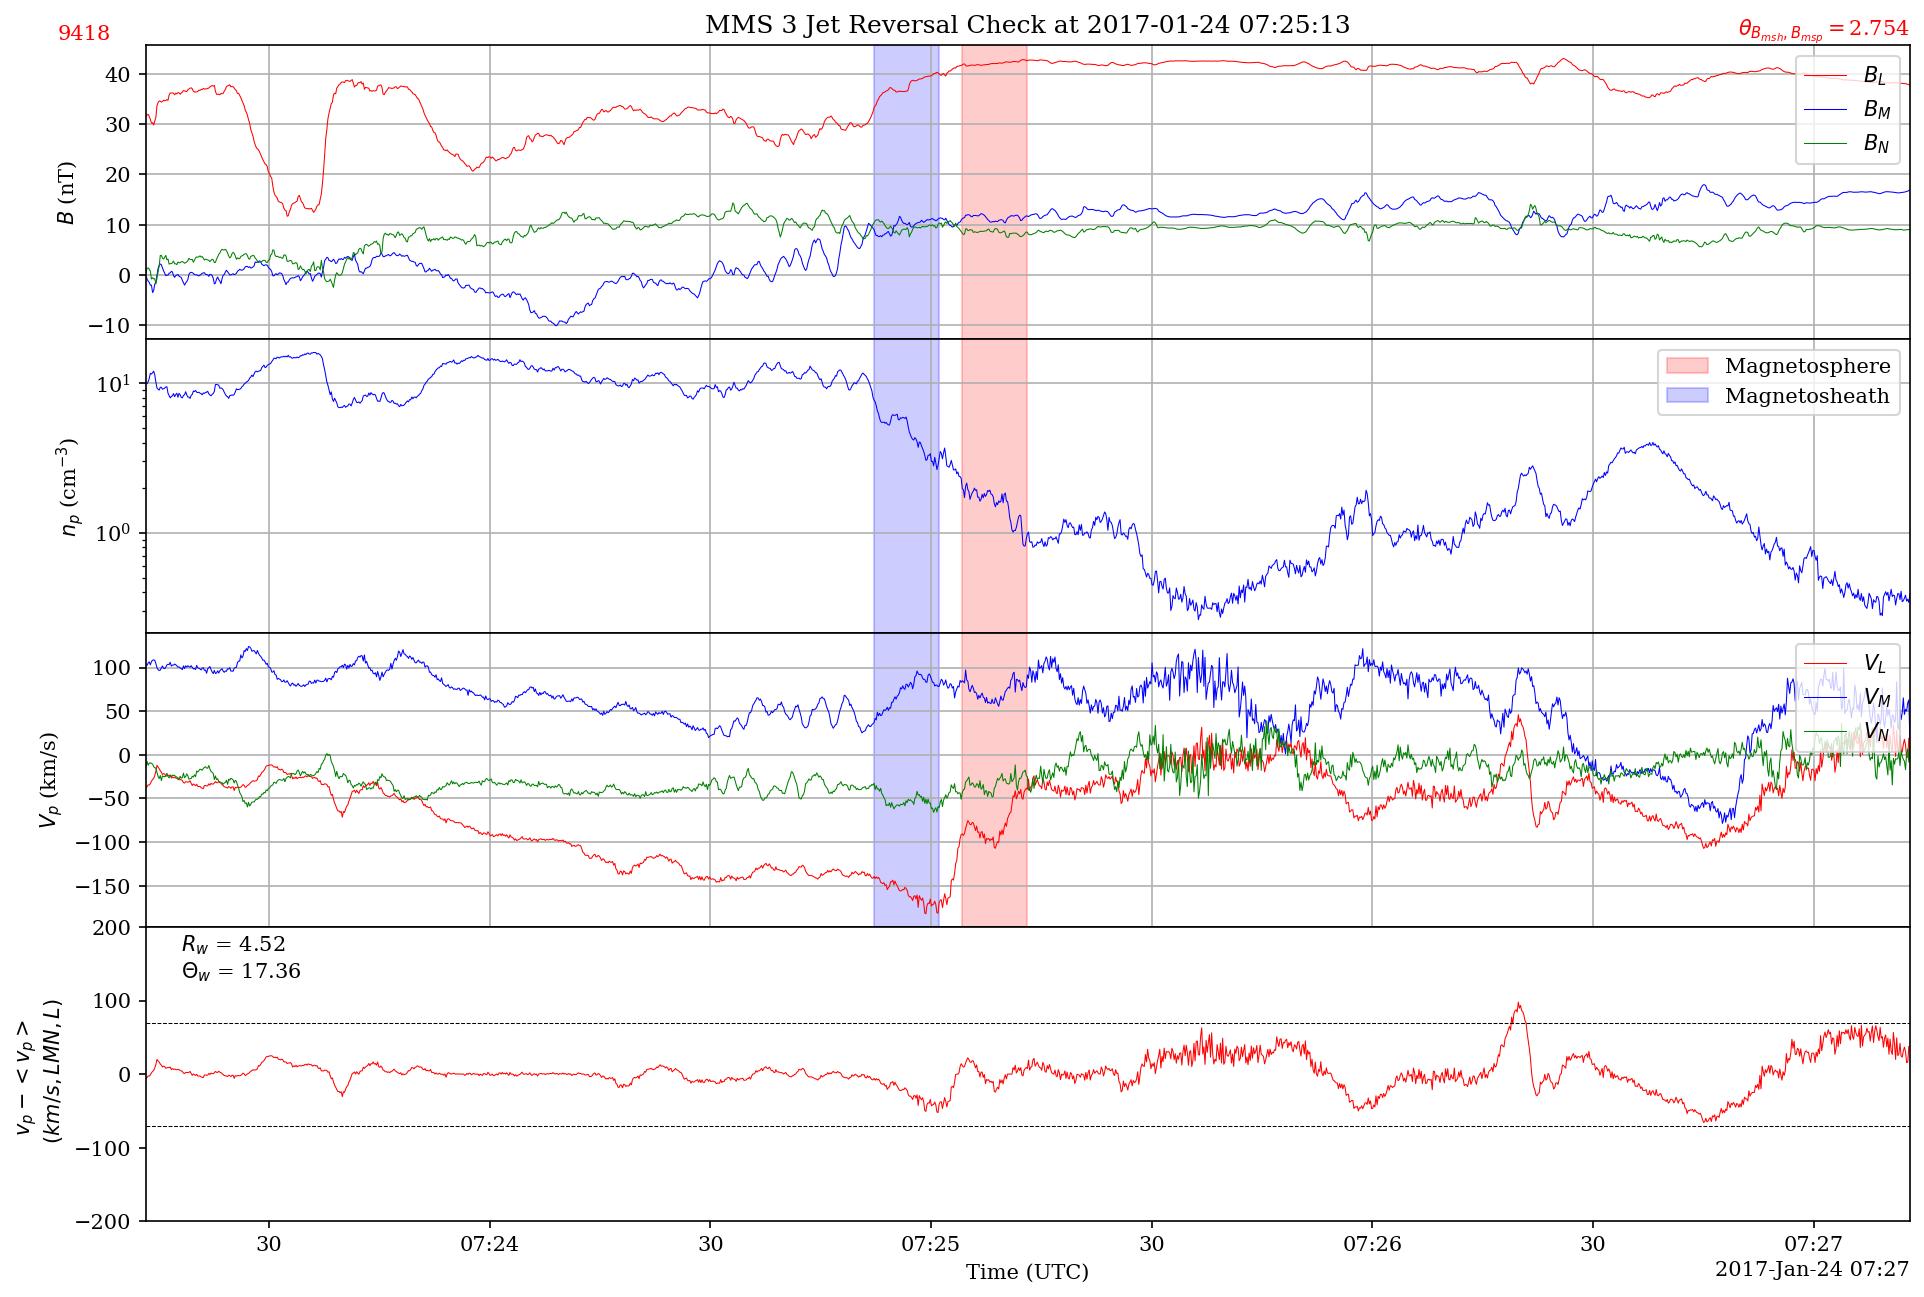 9418
MMS 3 Jet Reversal Check at 2017-01-24 07:25:13
θ_{B_{msh}, B_{msp}} = 2.754
B (nT)
40
30
20
10
0
−10
B_L
B_M
B_N
n_p (cm^{−3})
10^1
10^0
Magnetosphere
Magnetosheath
V_p (km/s)
100
50
0
−50
−100
−150
V_L
V_M
V_N
v_p − < v_p >
(km/s, LMN, L)
200
100
0
−100
−200
R_w = 4.52
Θ_w = 17.36
30
07:24
30
07:25
30
07:26
30
07:27
Time (UTC)
2017-Jan-24 07:27